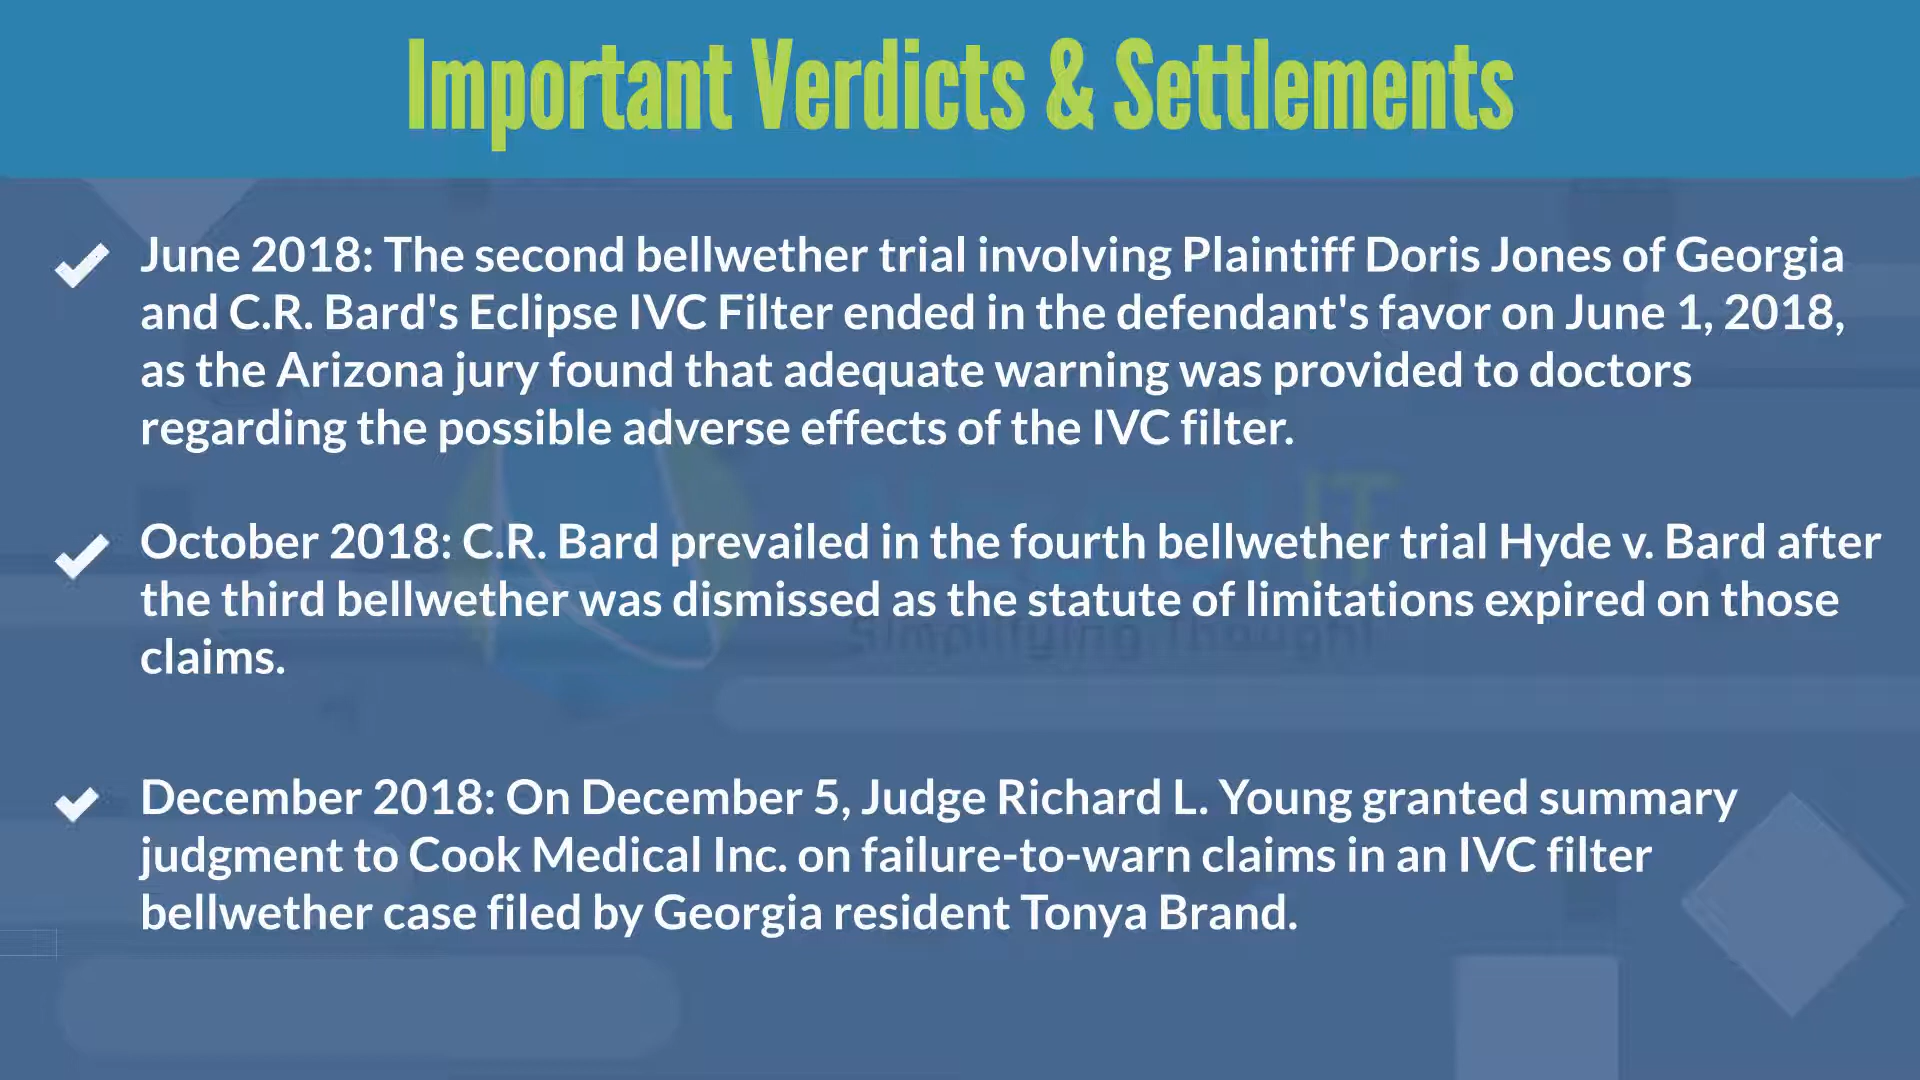 Important Verdicts & Settlements
June 2018: The second bellwether trial involving Plaintiff Doris Jones of Georgia
and C.R. Bard's Eclipse IVC Filter ended in the defendant's favor on June 1, 2018,
as the Arizona jury found that adequate warning was provided to doctors
regarding the possible adverse effects of the IVC filter.
October 2018: C.R. Bard prevailed in the fourth bellwether trial Hyde v. Bard after
the third bellwether was dismissed as the statute of limitations expired on those
claims.
IT
Simplifying Thought
December 2018: On December 5, Judge Richard L. Young granted summary
judgment to Cook Medical Inc. on failure-to-warn claims in an IVC filter
bellwether case filed by Georgia resident Tonya Brand.